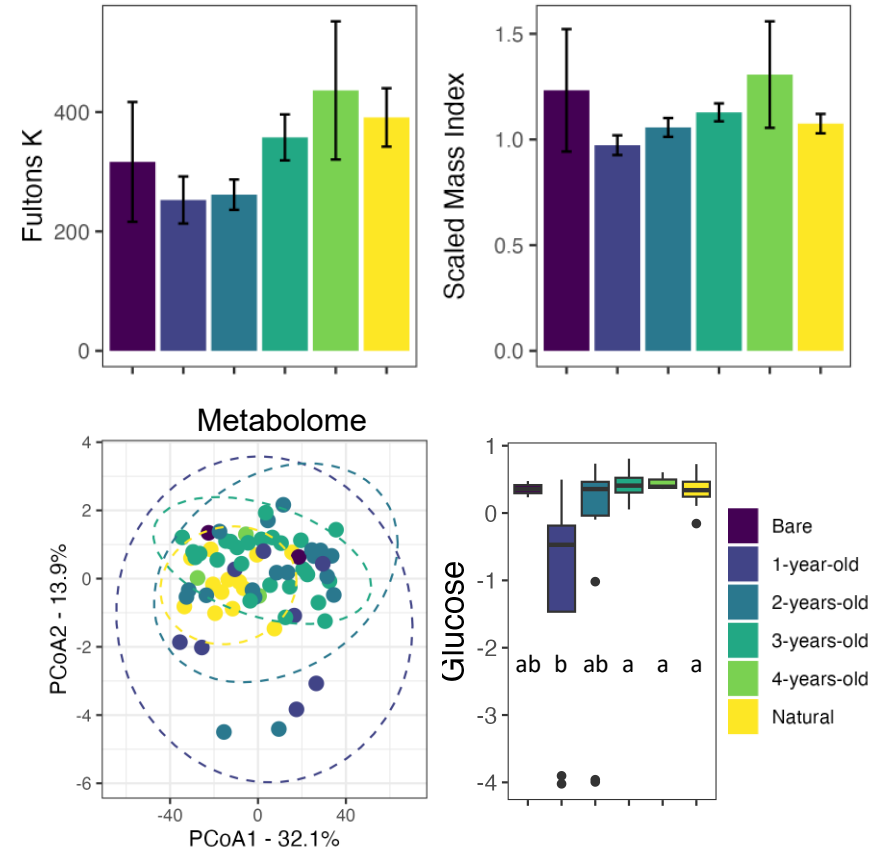 Fultons K
400
200
0
Scaled Mass Index
1.5
1.0
0.5
0.0
Metabolome
PCoA2 - 13.9%
4
2
0
-2
-4
-6
-40 0 40
PCoA1 - 32.1%
Glucose
1
0
-1
-2
-3
-4
ab b ab a a a
Bare
1-year-old
2-years-old
3-years-old
4-years-old
Natural